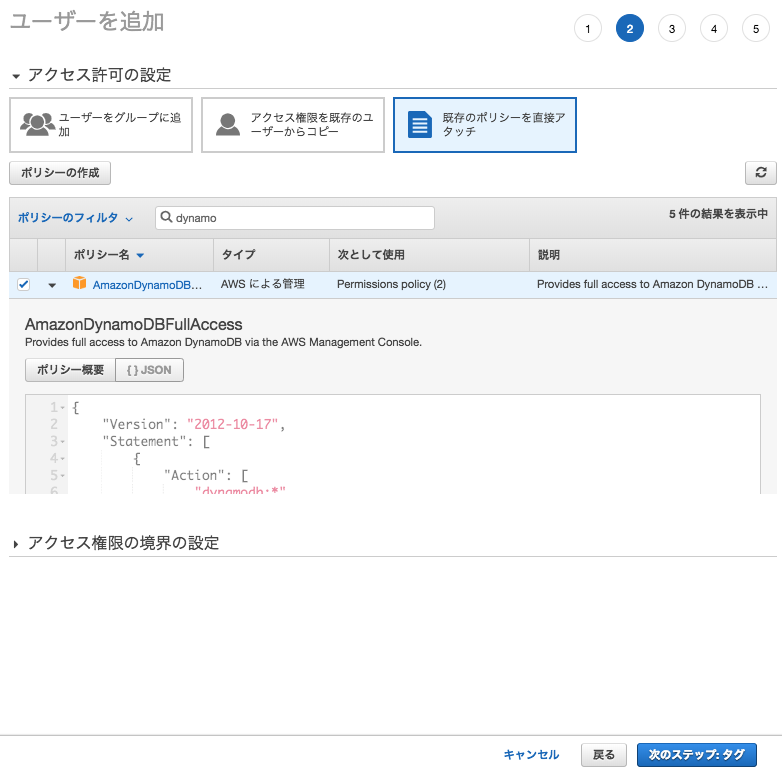 ユーザーを追加
1 2 3 4 5
アクセス許可の設定
ユーザーをグループに追
加
アクセス権限を既存のユ
ーザーからコピー
既存のポリシーを直接ア
タッチ
ポリシーの作成
ポリシーのフィルタ
dynamo
5 件の結果を表示中
ポリシー名 タイプ 次として使用 説明
AmazonDynamoDB... AWS による管理 Permissions policy (2) Provides full access to Amazon DynamoDB ...
AmazonDynamoDBFullAccess
Provides full access to Amazon DynamoDB via the AWS Management Console.
ポリシー概要 { } JSON
1 {
2 "Version": "2012-10-17",
3 "Statement": [
4 {
5 "Action": [
6 "dynamodb:*"
アクセス権限の境界の設定
キャンセル 戻る 次のステップ: タグ